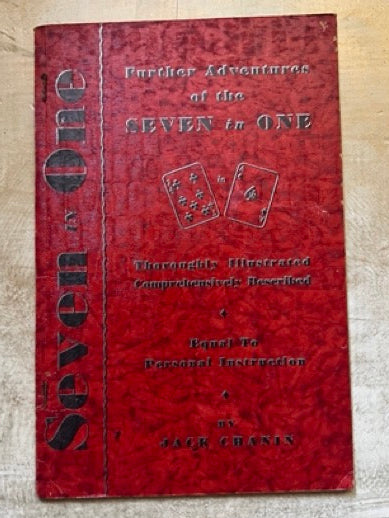 Seven in One
Further Adventures
of the
SEVEN in ONE
in
Thoroughly Illustrated
Comprehensively Described
Equal To
Personal Instruction
BY
JACK CHANIN